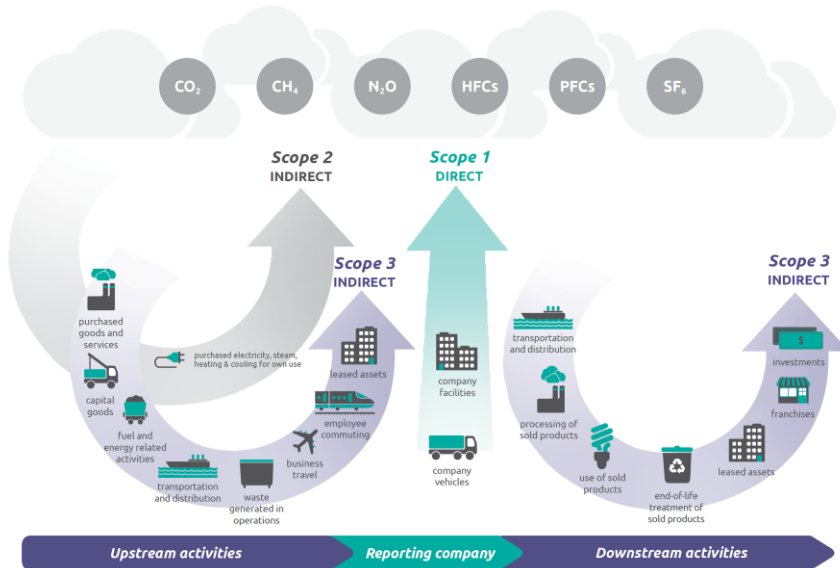 CO₂
CH₄
N₂O
HFCs
PFCs
SF₆
Scope 2
INDIRECT
Scope 1
DIRECT
Scope 3
INDIRECT
Scope 3
INDIRECT
purchased
goods and
services
capital
goods
fuel and
energy related
activities
transportation
and distribution
waste
generated in
operations
business
travel
employee
commuting
leased assets
purchased electricity, steam,
heating & cooling for own use
company
facilities
company
vehicles
transportation
and distribution
processing of
sold products
use of sold
products
end-of-life
treatment of
sold products
leased assets
franchises
$
investments
Upstream activities
Reporting company
Downstream activities